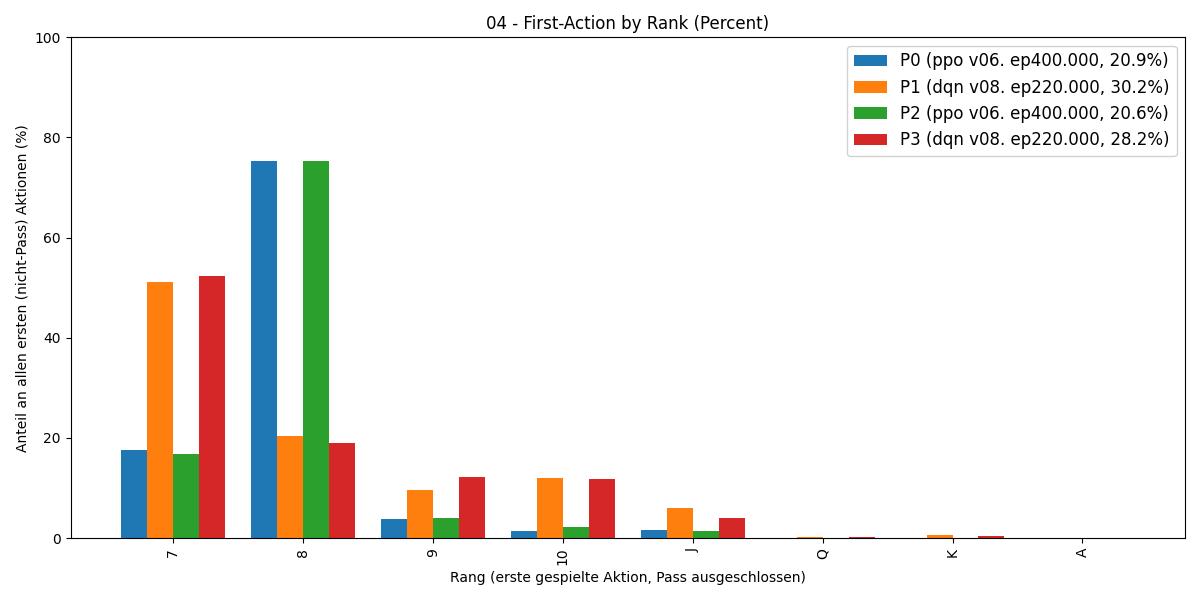 04 - First-Action by Rank (Percent)
100
80
60
40
20
0
Anteil an allen ersten (nicht-Pass) Aktionen (%)
P0 (ppo v06. ep400.000, 20.9%)
P1 (dqn v08. ep220.000, 30.2%)
P2 (ppo v06. ep400.000, 20.6%)
P3 (dqn v08. ep220.000, 28.2%)
7
8
9
10
J
Q
K
A
Rang (erste gespielte Aktion, Pass ausgeschlossen)